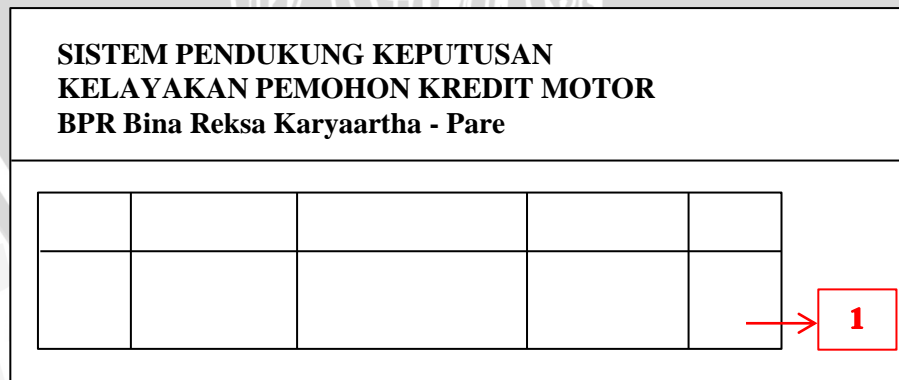 SISTEM PENDUKUNG KEPUTUSAN
KELAYAKAN PEMOHON KREDIT MOTOR
BPR Bina Reksa Karyaartha - Pare
1